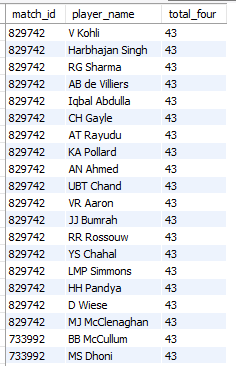 match_id player_name total_four
829742 V Kohli 43
829742 Harbhajan Singh 43
829742 RG Sharma 43
829742 AB de Villiers 43
829742 Iqbal Abdulla 43
829742 CH Gayle 43
829742 AT Rayudu 43
829742 KA Pollard 43
829742 AN Ahmed 43
829742 UBT Chand 43
829742 VR Aaron 43
829742 JJ Bumrah 43
829742 RR Rossouw 43
829742 YS Chahal 43
829742 LMP Simmons 43
829742 HH Pandya 43
829742 D Wiese 43
829742 MJ McClenaghan 43
733992 BB McCullum 43
733992 MS Dhoni 43